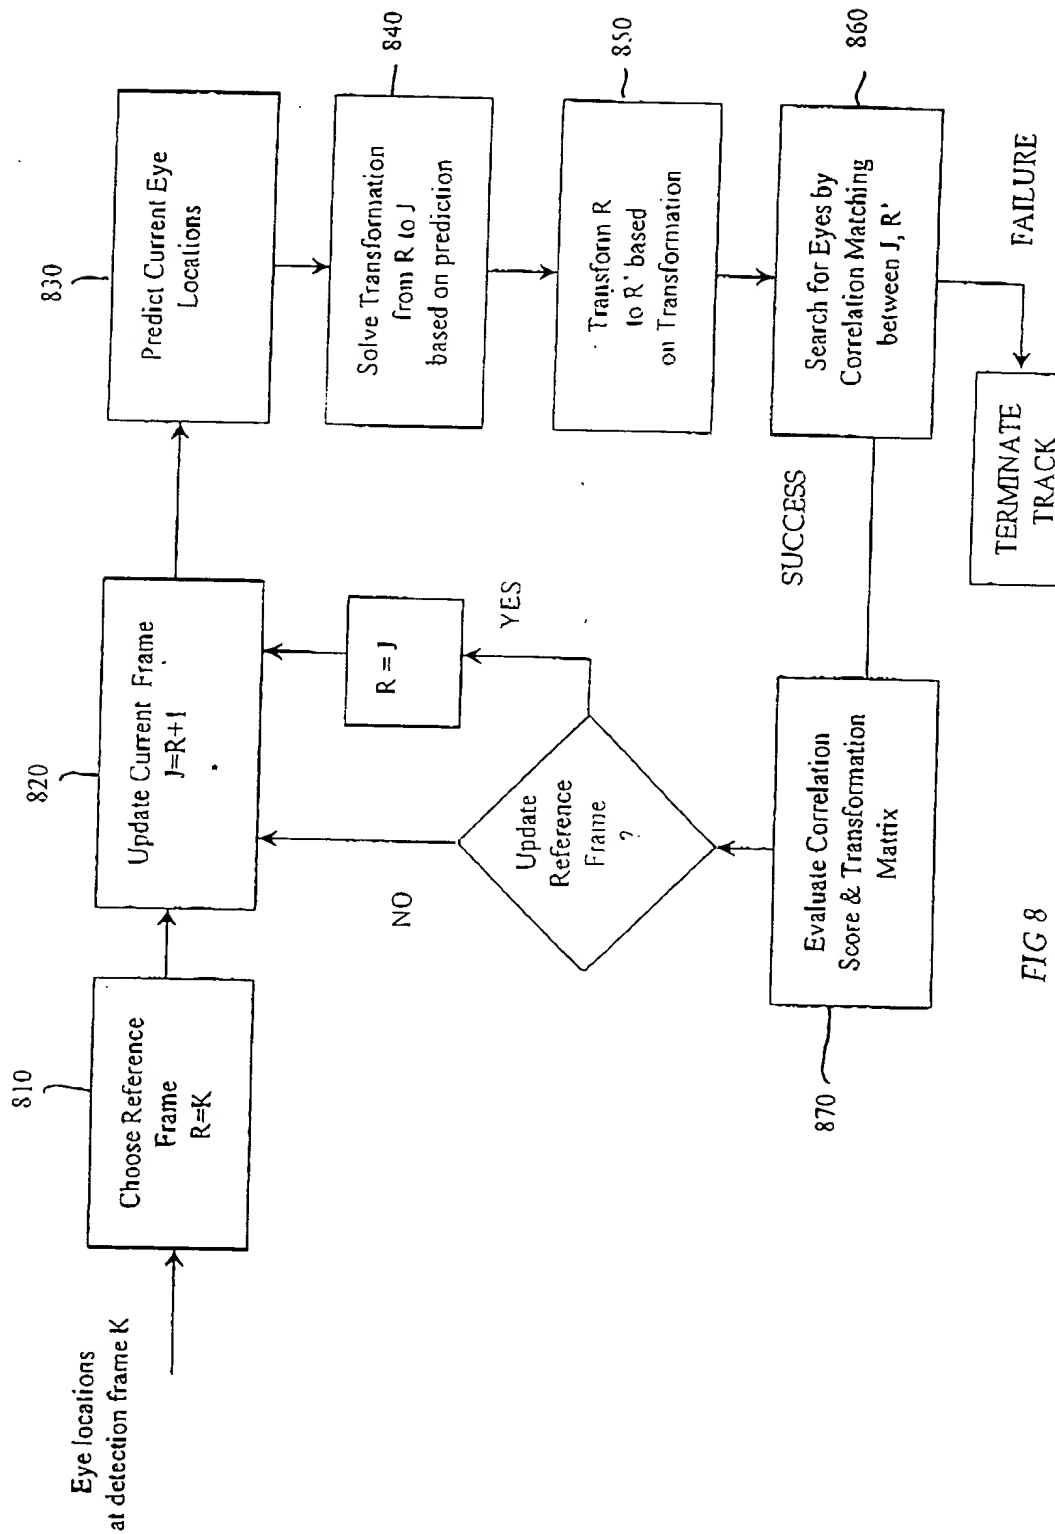 Eye locations
at detection frame K
810
Choose Reference
Frame
R=K
820
Update Current Frame
J=R+1
830
Predict Current Eye
Locations
840
Solve Transformation
from R to J
based on prediction
850
Transform R
to R' based
on Transformation
860
Search for Eyes by
Correlation Matching
between J, R'
FAILURE
TERMINATE
TRACK
SUCCESS
870
Evaluate Correlation
Score & Transformation
Matrix
Update
Reference
Frame
?
NO
YES
R = J
FIG 8